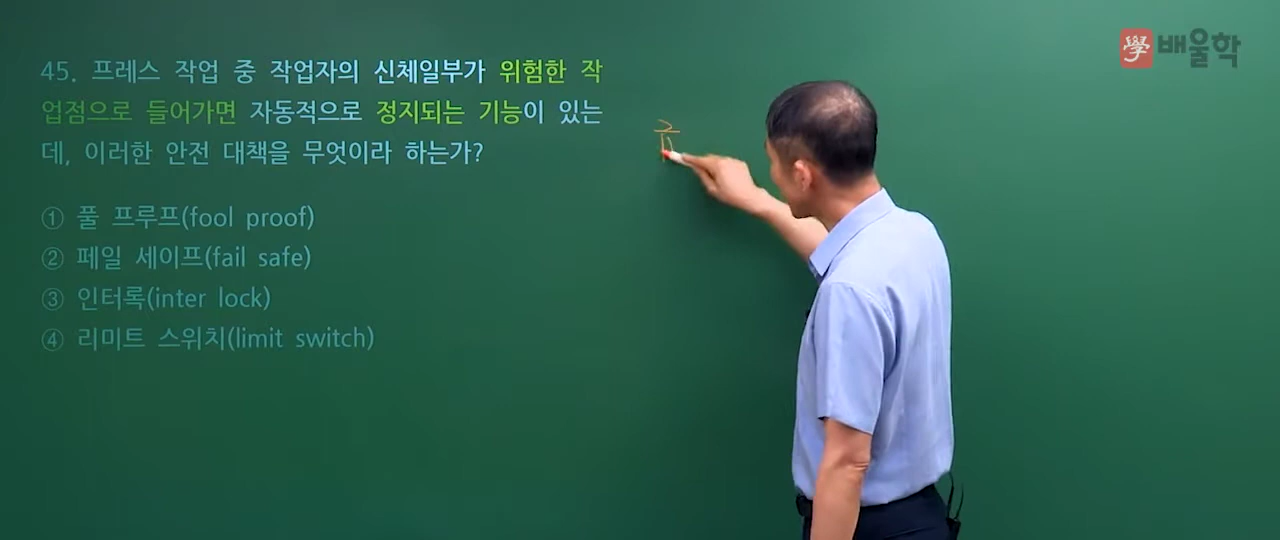 學 배울학
45. 프레스 작업 중 작업자의 신체일부가 위험한 작
업점으로 들어가면 자동적으로 정지되는 기능이 있는
데, 이러한 안전 대책을 무엇이라 하는가?
① 풀 프루프(fool proof)
② 페일 세이프(fail safe)
③ 인터록(inter lock)
④ 리미트 스위치(limit switch)